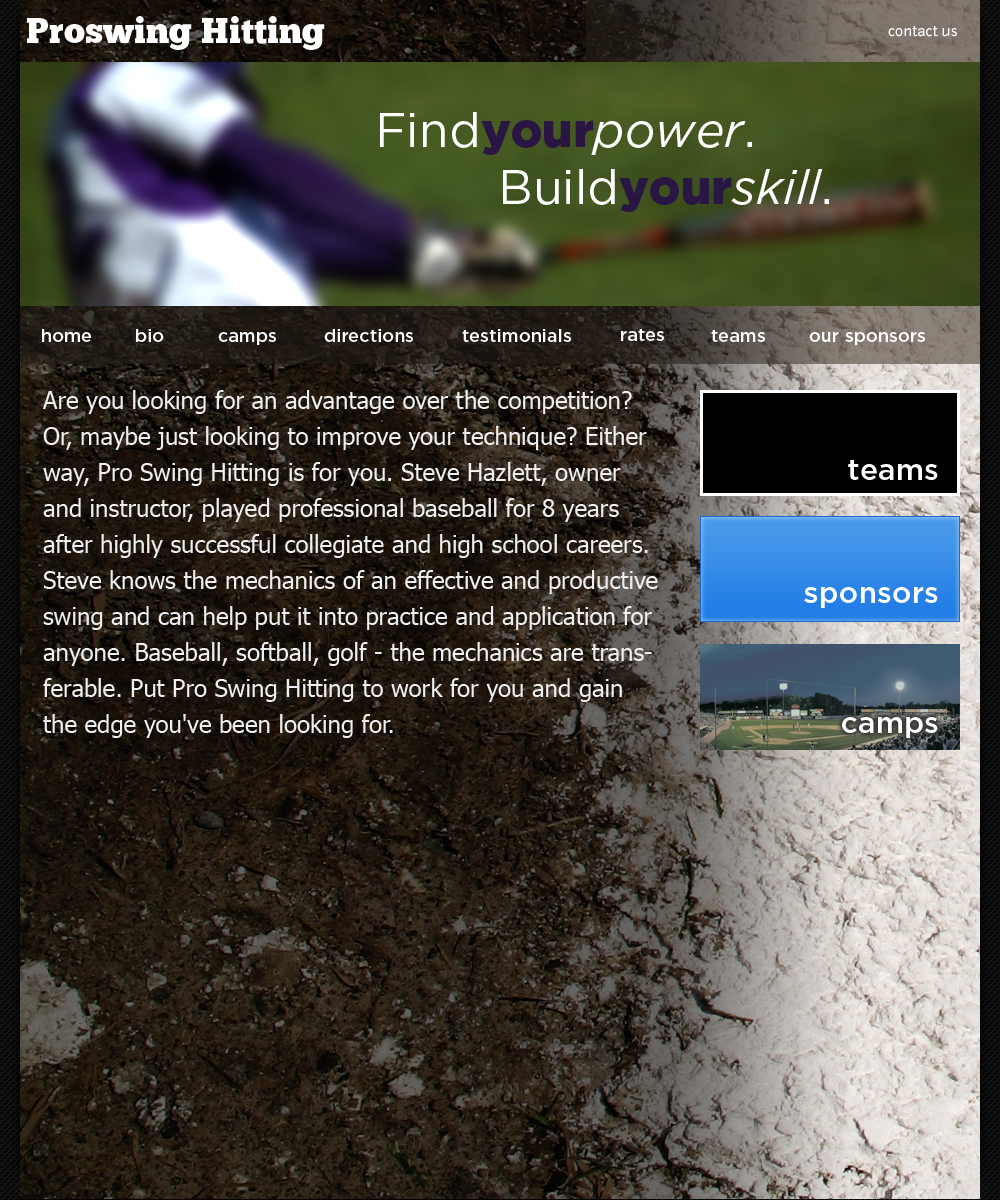 Proswing Hitting
contact us
Findyourpower.
Buildyourskill.
home bio camps directions testimonials rates teams our sponsors
Are you looking for an advantage over the competition?
Or, maybe just looking to improve your technique? Either
way, Pro Swing Hitting is for you. Steve Hazlett, owner
and instructor, played professional baseball for 8 years
after highly successful collegiate and high school careers.
Steve knows the mechanics of an effective and productive
swing and can help put it into practice and application for
anyone. Baseball, softball, golf - the mechanics are trans-
ferable. Put Pro Swing Hitting to work for you and gain
the edge you've been looking for.
teams
sponsors
camps